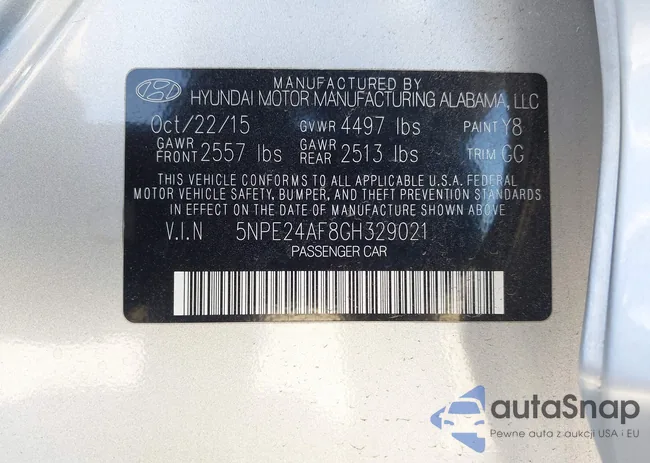 MANUFACTURED BY
HYUNDAI MOTOR MANUFACTURING ALABAMA, LLC
Oct/22/15 GVWR 4497 lbs PAINT Y8
GAWR FRONT 2557 lbs GAWR REAR 2513 lbs TRIM GG
THIS VEHICLE CONFORMS TO ALL APPLICABLE U.S.A. FEDERAL
MOTOR VEHICLE SAFETY, BUMPER, AND THEFT PREVENTION STANDARDS
IN EFFECT ON THE DATE OF MANUFACTURE SHOWN ABOVE.
V.I.N 5NPE24AF8GH329021
PASSENGER CAR
autaSnap
Pewne auta z aukcji USA i EU